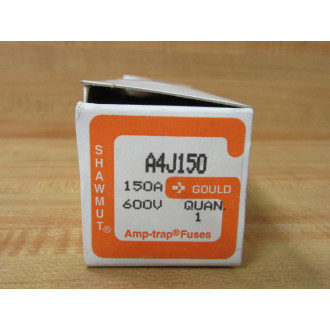 SHAWMUT®
A4J150
150A GOULD
600V QUAN.
1
Amp-trap® Fuses